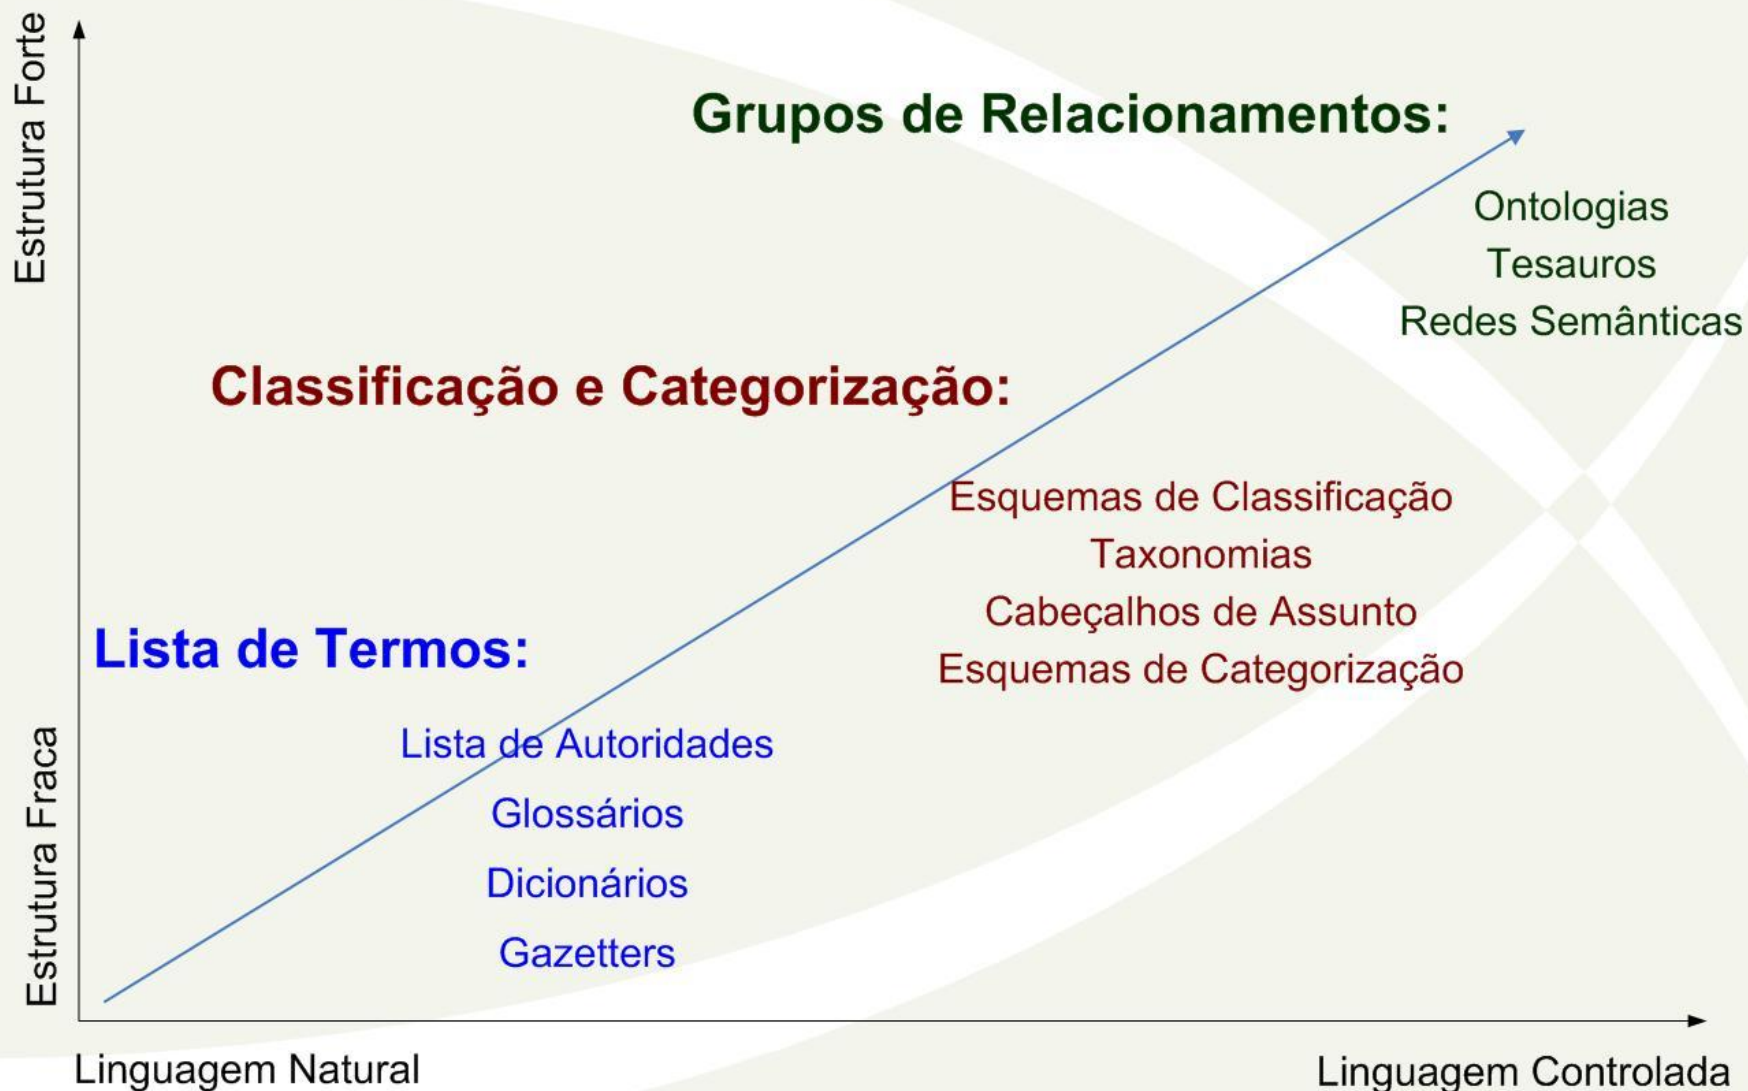 Estrutura Forte
Grupos de Relacionamentos:
Ontologias
Tesauros
Redes Semânticas
Classificação e Categorização:
Esquemas de Classificação
Taxonomias
Cabeçalhos de Assunto
Esquemas de Categorização
Lista de Termos:
Lista de Autoridades
Glossários
Dicionários
Gazetters
Estrutura Fraca
Linguagem Natural
Linguagem Controlada